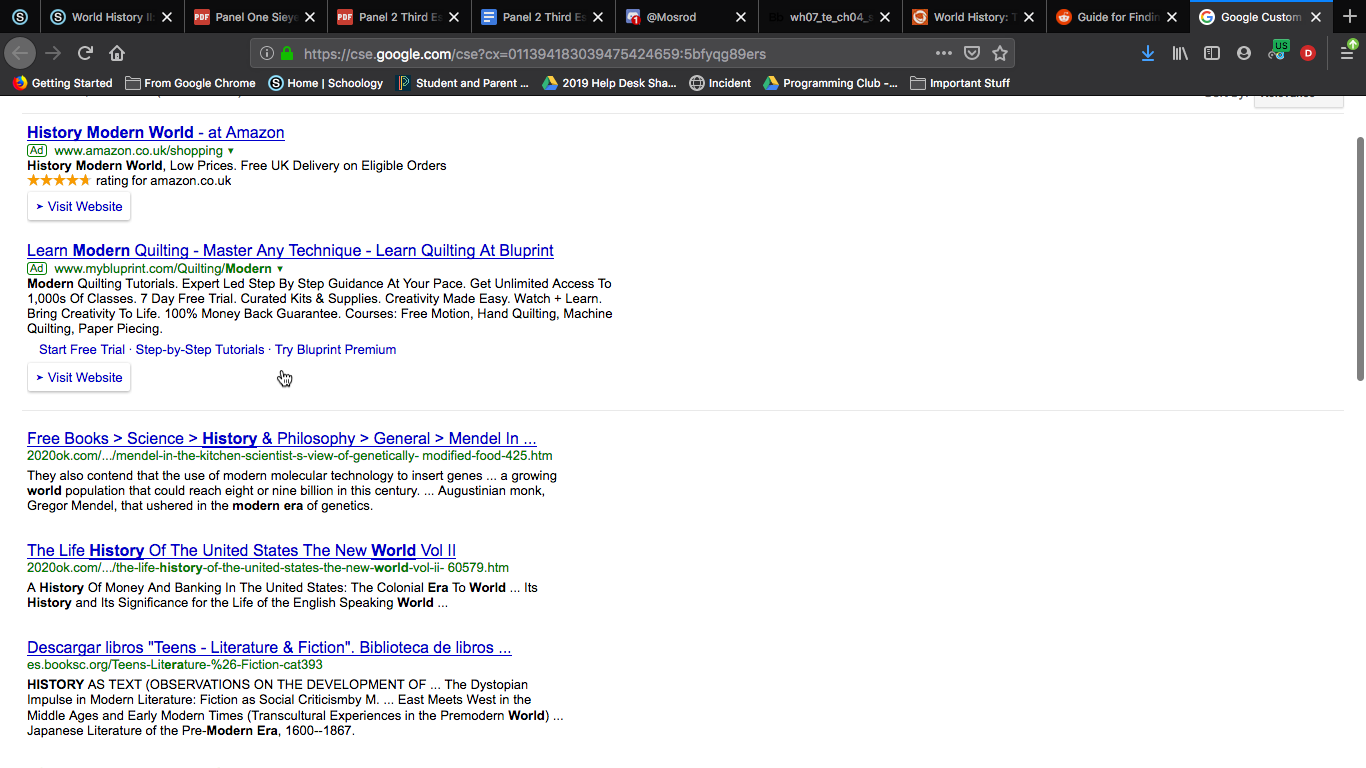 World History II:
Panel One Sieye
Panel 2 Third Es
Panel 2 Third Es
@Mosrod
wh07_te_ch04_s
World History: T
Guide for Findin
Google Custom
https://cse.google.com/cse?cx=011394183039475424659:5bfyqg89ers
US
D
Getting Started
From Google Chrome
Home | Schoology
Student and Parent ...
2019 Help Desk Sha...
Incident
Programming Club -...
Important Stuff
History Modern World - at Amazon
Ad www.amazon.co.uk/shopping
History Modern World, Low Prices. Free UK Delivery on Eligible Orders
rating for amazon.co.uk
Visit Website
Learn Modern Quilting - Master Any Technique - Learn Quilting At Bluprint
Ad www.mybluprint.com/Quilting/Modern
Modern Quilting Tutorials. Expert Led Step By Step Guidance At Your Pace. Get Unlimited Access To
1,000s Of Classes. 7 Day Free Trial. Curated Kits & Supplies. Creativity Made Easy. Watch + Learn.
Bring Creativity To Life. 100% Money Back Guarantee. Courses: Free Motion, Hand Quilting, Machine
Quilting, Paper Piecing.
Start Free Trial · Step-by-Step Tutorials · Try Bluprint Premium
Visit Website
Free Books > Science > History & Philosophy > General > Mendel In ...
2020ok.com/.../mendel-in-the-kitchen-scientist-s-view-of-genetically- modified-food-425.htm
They also contend that the use of modern molecular technology to insert genes ... a growing
world population that could reach eight or nine billion in this century. ... Augustinian monk,
Gregor Mendel, that ushered in the modern era of genetics.
The Life History Of The United States The New World Vol II
2020ok.com/.../the-life-history-of-the-united-states-the-new-world-vol-ii- 60579.htm
A History Of Money And Banking In The United States: The Colonial Era To World ... Its
History and Its Significance for the Life of the English Speaking World ...
Descargar libros "Teens - Literature & Fiction". Biblioteca de libros ...
es.booksc.org/Teens-Literature-%26-Fiction-cat393
HISTORY AS TEXT (OBSERVATIONS ON THE DEVELOPMENT OF ... The Dystopian
Impulse in Modern Literature: Fiction as Social Criticismby M. ... East Meets West in the
Middle Ages and Early Modern Times (Transcultural Experiences in the Premodern World) ...
Japanese Literature of the Pre-Modern Era, 1600--1867.